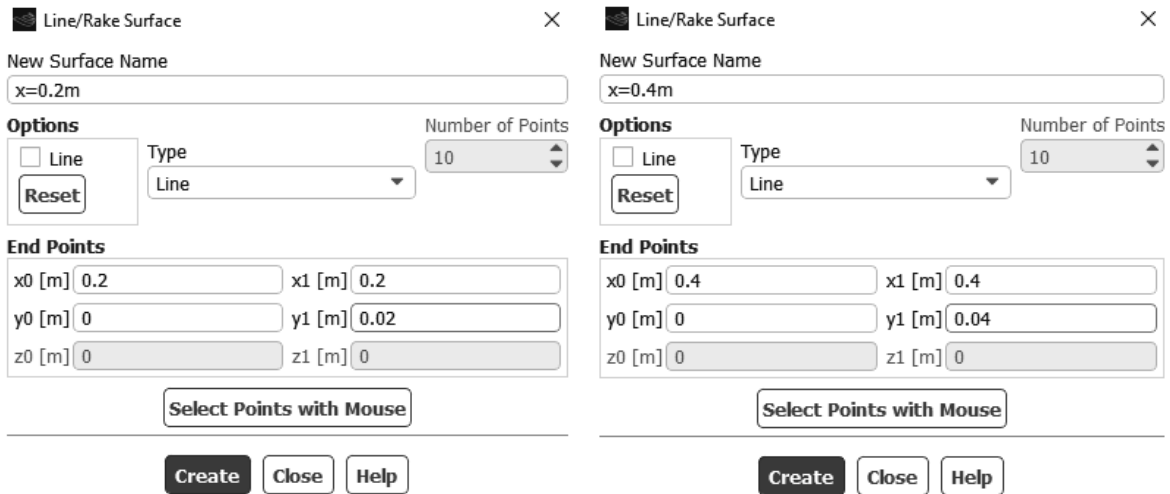 Line/Rake Surface
New Surface Name
x=0.2m
Options
Number of Points
Line
Type
10
Reset
Line
End Points
x0 [m] 0.2
x1 [m] 0.2
y0 [m] 0
y1 [m] 0.02
z0 [m] 0
z1 [m] 0
Select Points with Mouse
Create
Close
Help
Line/Rake Surface
New Surface Name
x=0.4m
Options
Number of Points
Line
Type
10
Reset
Line
End Points
x0 [m] 0.4
x1 [m] 0.4
y0 [m] 0
y1 [m] 0.04
z0 [m] 0
z1 [m] 0
Select Points with Mouse
Create
Close
Help